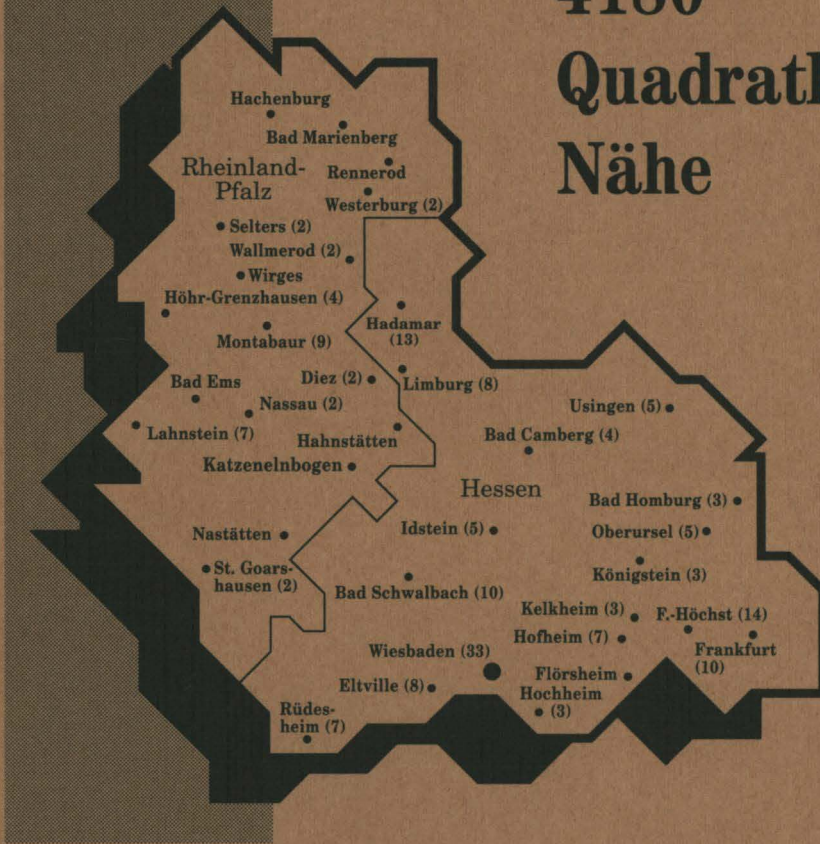 4180
Quadratk
Nähe
Hachenburg
Bad Marienberg
Rheinland-
Pfalz
Rennerod
Westerburg (2)
Selters (2)
Wallmerod (2)
Wirges
Höhr-Grenzhausen (4)
Hadamar
(13)
Montabaur (9)
Bad Ems
Diez (2)
Limburg (8)
Nassau (2)
Usingen (5)
Lahnstein (7)
Hahnstätten
Bad Camberg (4)
Katzenelnbogen
Hessen
Bad Homburg (3)
Nastätten
Idstein (5)
Oberursel (5)
St. Goars-
hausen (2)
Königstein (3)
Bad Schwalbach (10)
Kelkheim (3)
F.-Höchst (14)
Hofheim (7)
Wiesbaden (33)
Frankfurt
(10)
Flörsheim
Eltville (8)
Hochheim
(3)
Rüdes-
heim (7)